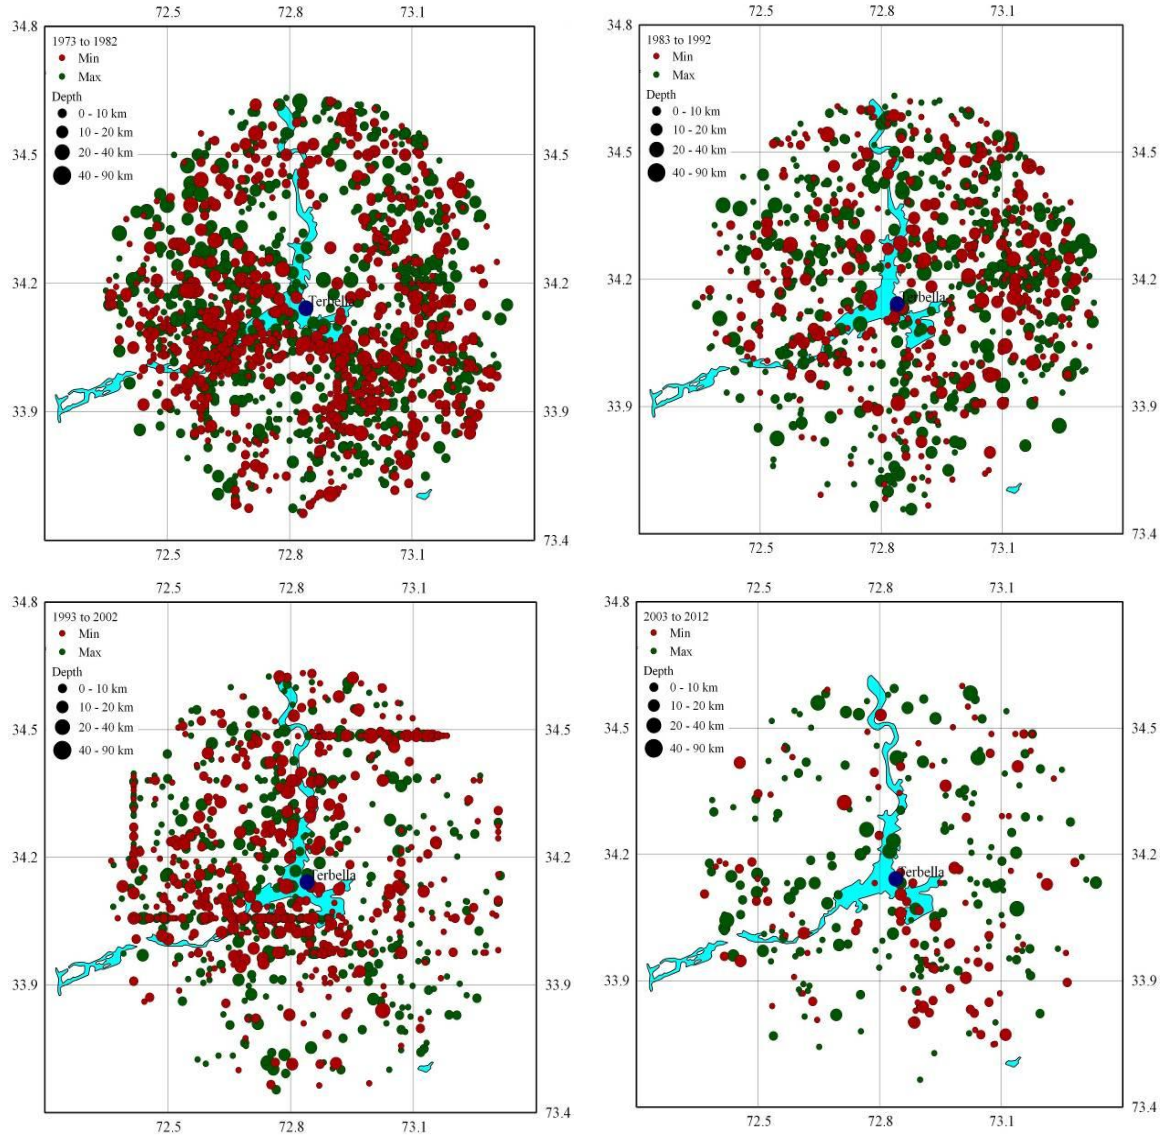 72.5 72.8 73.1
34.8
1973 to 1982
Min
Max
Depth
0 - 10 km
10 - 20 km
20 - 40 km
40 - 90 km
34.5 34.5
34.2 34.2
Terbella
33.9 33.9
73.4
72.5 72.8 73.1
72.5 72.8 73.1
34.8
1983 to 1992
Min
Max
Depth
0 - 10 km
10 - 20 km
20 - 40 km
40 - 90 km
34.5 34.5
34.2 34.2
Terbella
33.9 33.9
73.4
72.5 72.8 73.1
72.5 72.8 73.1
34.8
1993 to 2002
Min
Max
Depth
0 - 10 km
10 - 20 km
20 - 40 km
40 - 90 km
34.5 34.5
34.2 34.2
Terbella
33.9 33.9
73.4
72.5 72.8 73.1
72.5 72.8 73.1
34.8
2003 to 2012
Min
Max
Depth
0 - 10 km
10 - 20 km
20 - 40 km
40 - 90 km
34.5 34.5
34.2 34.2
Terbella
33.9 33.9
73.4
72.5 72.8 73.1